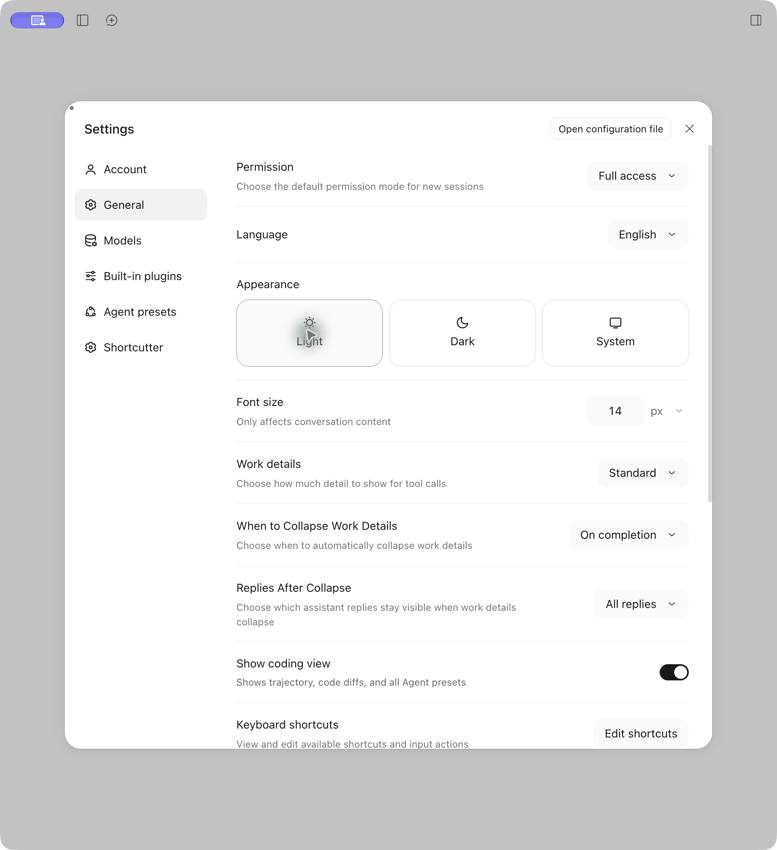 Settings
Open configuration file
Account
General
Models
Built-in plugins
Agent presets
Shortcutter
Permission
Choose the default permission mode for new sessions
Full access
Language
English
Appearance
Light
Dark
System
Font size
Only affects conversation content
14
px
Work details
Choose how much detail to show for tool calls
Standard
When to Collapse Work Details
Choose when to automatically collapse work details
On completion
Replies After Collapse
Choose which assistant replies stay visible when work details
collapse
All replies
Show coding view
Shows trajectory, code diffs, and all Agent presets
Keyboard shortcuts
View and edit available shortcuts and input actions
Edit shortcuts